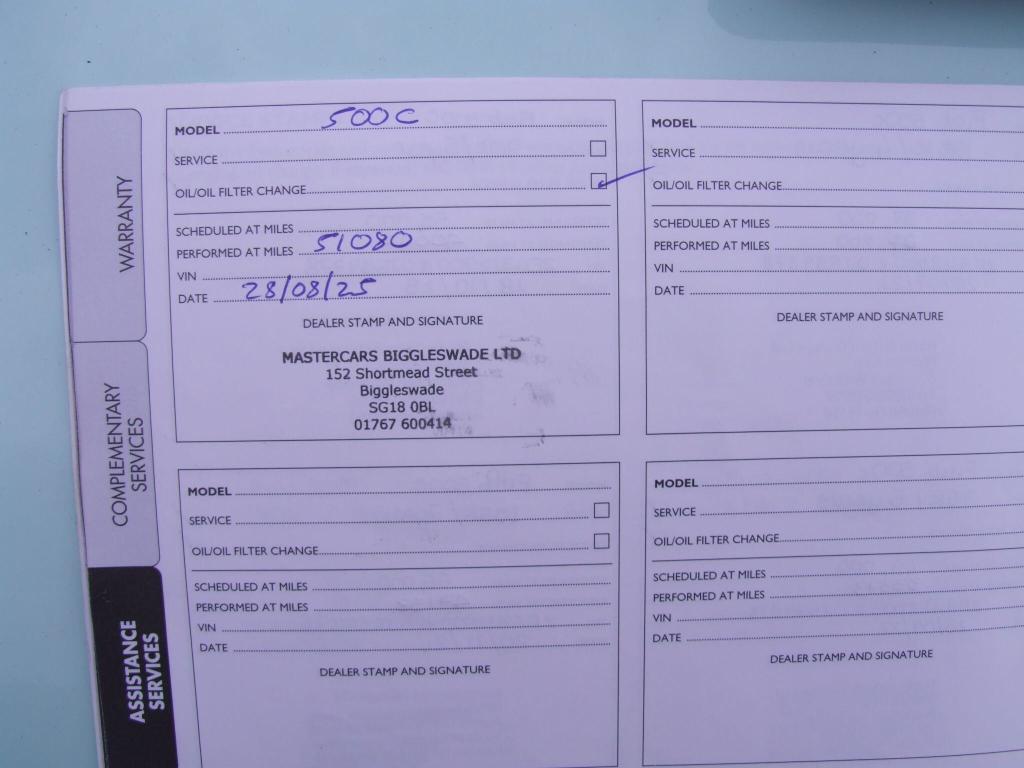 WARRANTY
COMPLEMENTARY
SERVICES
ASSISTANCE
SERVICES
MODEL 500C
SERVICE
OIL/OIL FILTER CHANGE
SCHEDULED AT MILES
PERFORMED AT MILES 51080
VIN
DATE 28/08/25
DEALER STAMP AND SIGNATURE
MASTERCARS BIGGLESWADE LTD
152 Shortmead Street
Biggleswade
SG18 0BL
01767 600414
MODEL
SERVICE
OIL/OIL FILTER CHANGE
SCHEDULED AT MILES
PERFORMED AT MILES
VIN
DATE
DEALER STAMP AND SIGNATURE
MODEL
SERVICE
OIL/OIL FILTER CHANGE
SCHEDULED AT MILES
PERFORMED AT MILES
VIN
DATE
DEALER STAMP AND SIGNATURE
MODEL
SERVICE
OIL/OIL FILTER CHANGE
SCHEDULED AT MILES
PERFORMED AT MILES
VIN
DATE
DEALER STAMP AND SIGNATURE